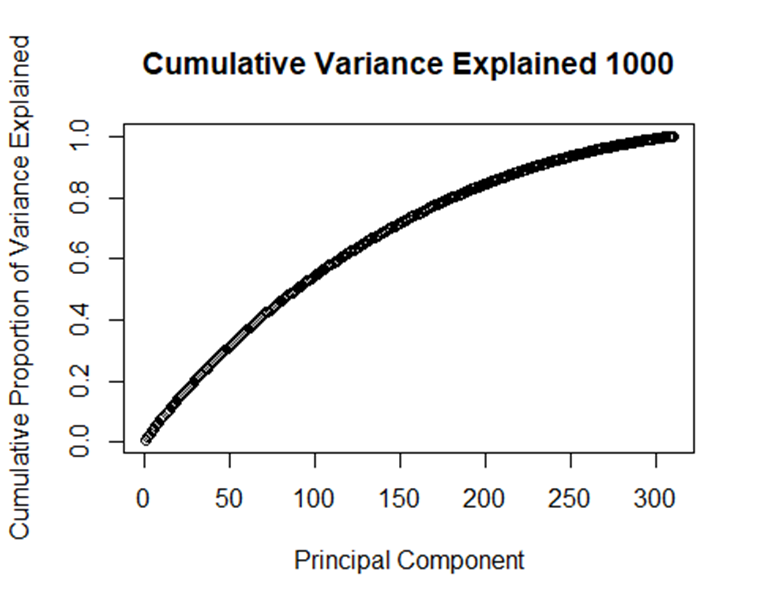 Cumulative Variance Explained 1000
Cumulative Proportion of Variance Explained
1.0
0.8
0.6
0.4
0.2
0.0
0 50 100 150 200 250 300
Principal Component